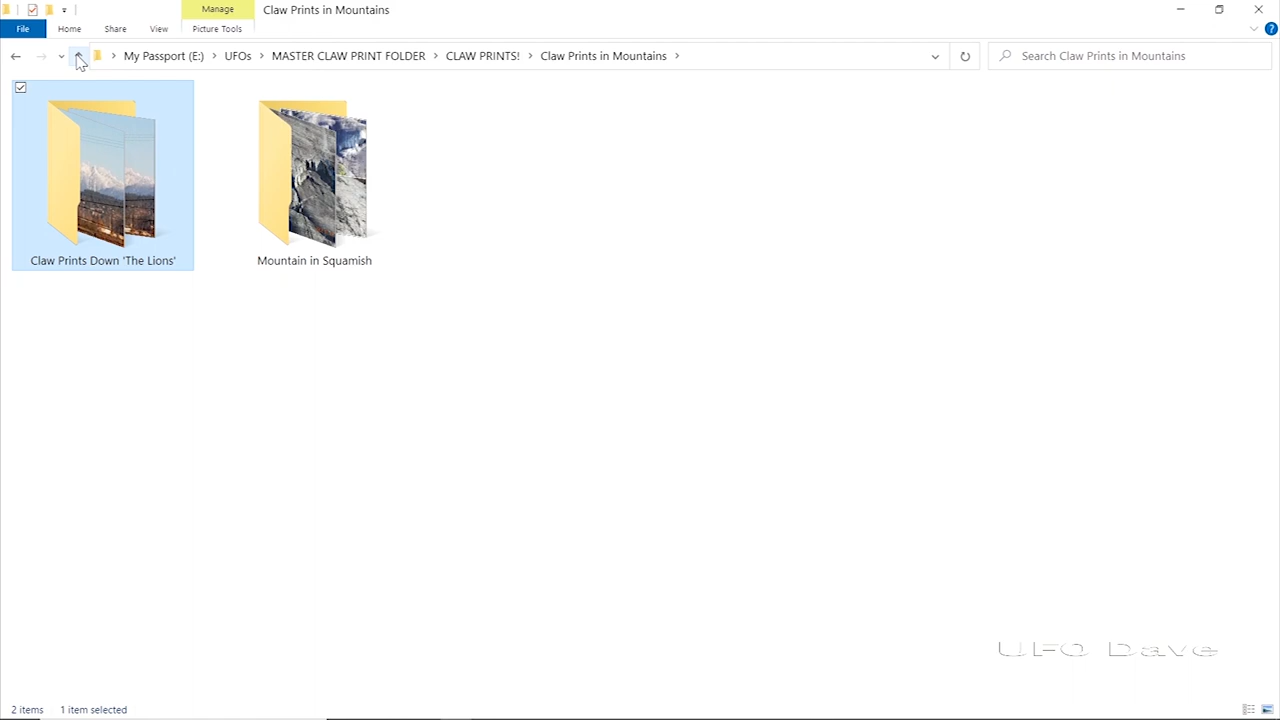 Manage
Claw Prints in Mountains
File
Home
Share
View
Picture Tools
My Passport (E:) UFOs MASTER CLAW PRINT FOLDER CLAW PRINTS! Claw Prints in Mountains
Search Claw Prints in Mountains
Claw Prints Down 'The Lions'
Mountain in Squamish
UFO Dave
2 items
1 item selected